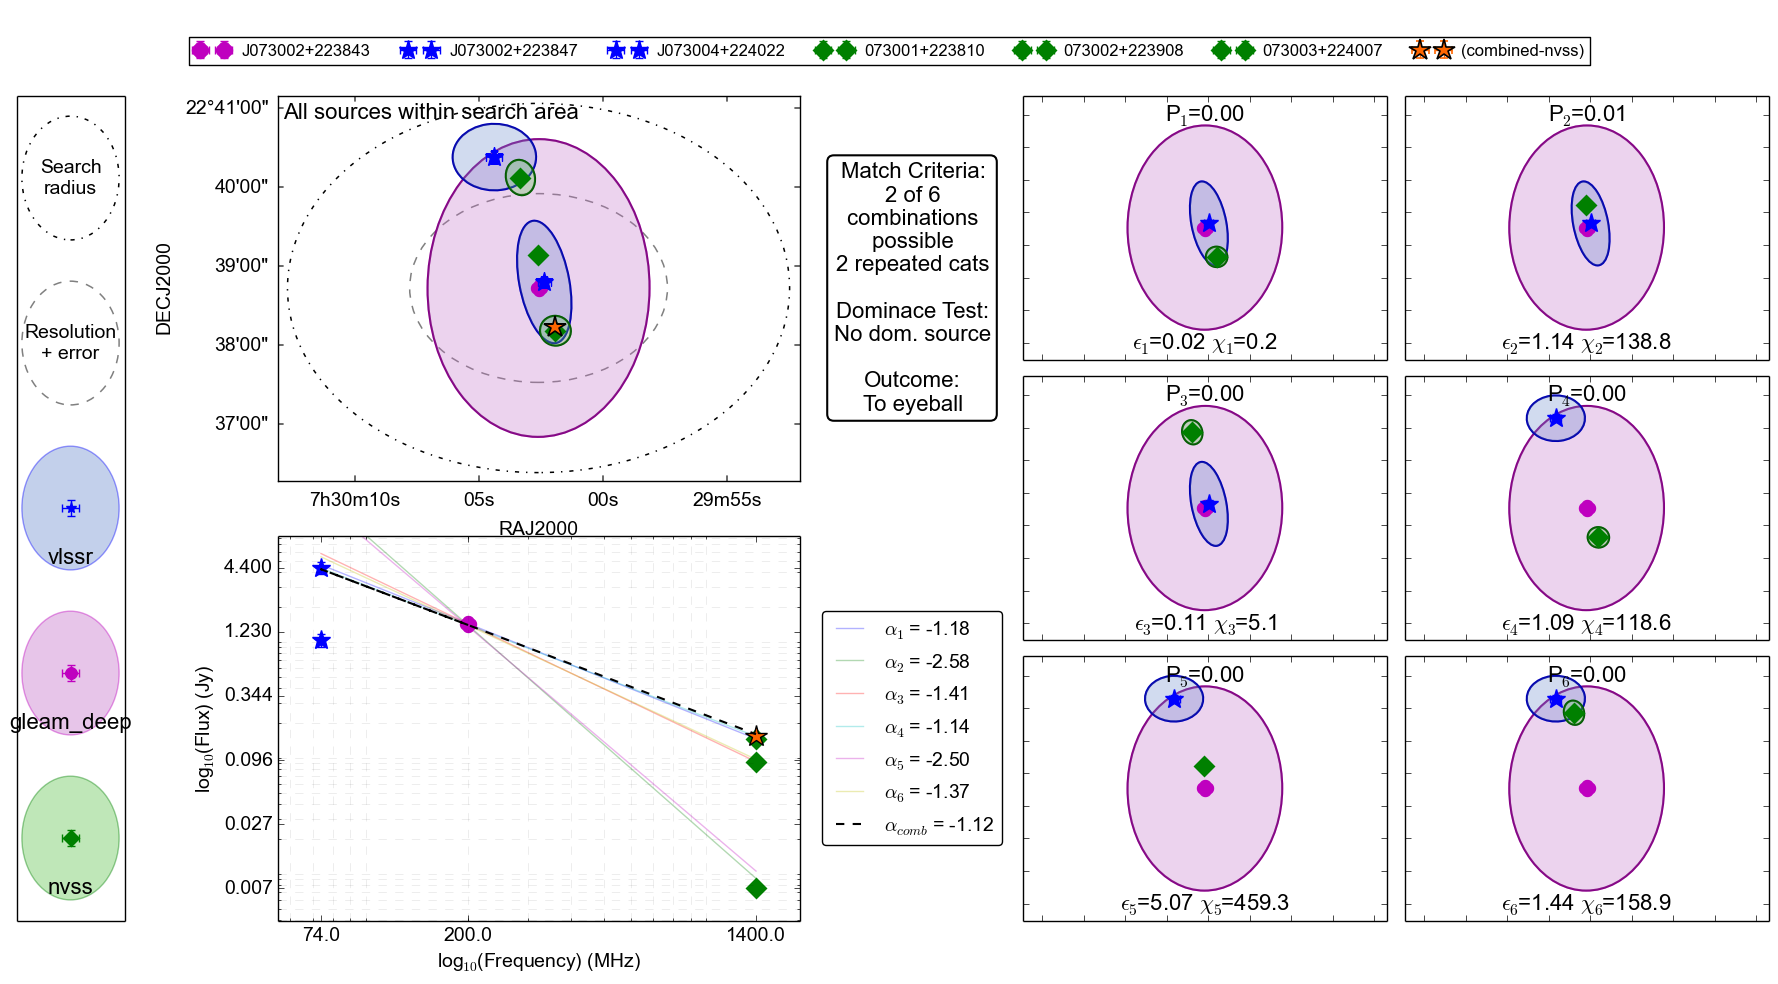 J073002+223843 J073002+223847 J073004+224022 073001+223810 073002+223908 073003+224007 (combined-nvss)
Search
radius
Resolution
+ error
vlssr
gleam_deep
nvss
All sources within search area
DECJ2000
22°41'00"
40'00"
39'00"
38'00"
37'00"
7h30m10s 05s 00s 29m55s
RAJ2000
log10(Flux) (Jy)
4.400
1.230
0.344
0.096
0.027
0.007
74.0 200.0 1400.0
log10(Frequency) (MHz)
Match Criteria:
2 of 6
combinations
possible
2 repeated cats
Dominace Test:
No dom. source
Outcome:
To eyeball
α1 = -1.18
α2 = -2.58
α3 = -1.41
α4 = -1.14
α5 = -2.50
α6 = -1.37
αcomb = -1.12
P1=0.00
ϵ1=0.02 χ1=0.2
P2=0.01
ϵ2=1.14 χ2=138.8
P3=0.00
ϵ3=0.11 χ3=5.1
P4=0.00
ϵ4=1.09 χ4=118.6
P5=0.00
ϵ5=5.07 χ5=459.3
P6=0.00
ϵ6=1.44 χ6=158.9